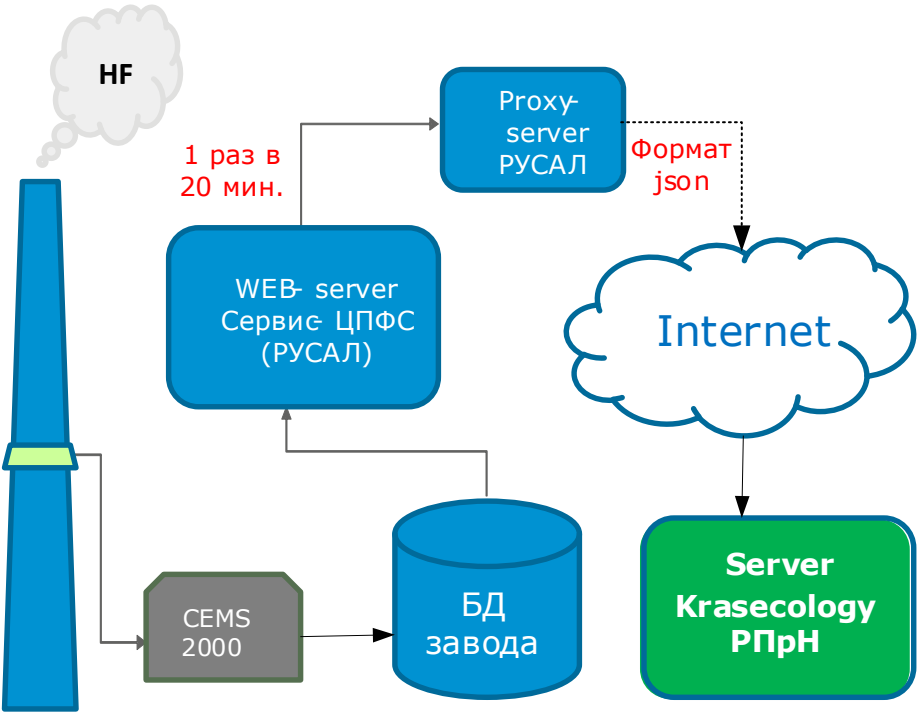 HF
1 раз в
20 мин.
Proxy-
server
РУСАЛ
Формат
json
WEB- server
Сервис- ЦПФС
(РУСАЛ)
Internet
CEMS
2000
БД
завода
Server
Krasecology
РПрН